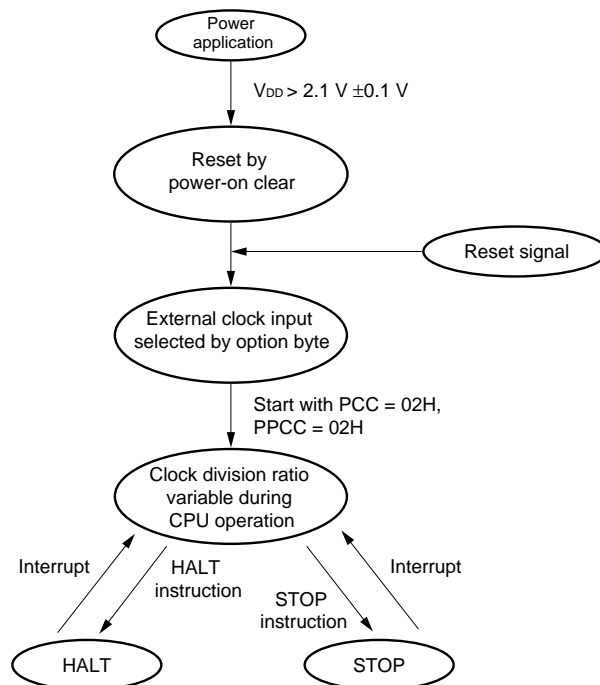 Power
application
VDD > 2.1 V ±0.1 V
Reset by
power-on clear
Reset signal
External clock input
selected by option byte
Start with PCC = 02H,
PPCC = 02H
Clock division ratio
variable during
CPU operation
Interrupt
HALT
instruction
STOP
instruction
Interrupt
HALT
STOP